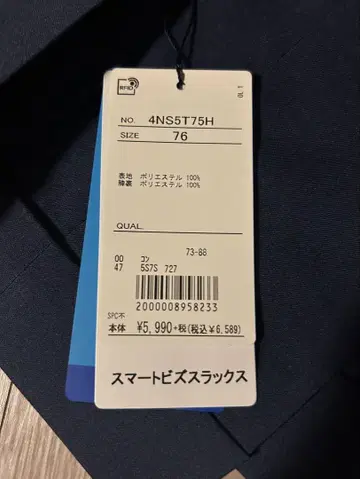 RFID
NO. 4NS5T75H
SIZE 76
表地 ポリエステル 100%
膝裏 ポリエステル 100%
QUAL.
73-88
00 コン
47 5S7S 727
2000008958233
SPC不
本体 ¥5,990+税(税込¥6,589)
スマートビズスラックス